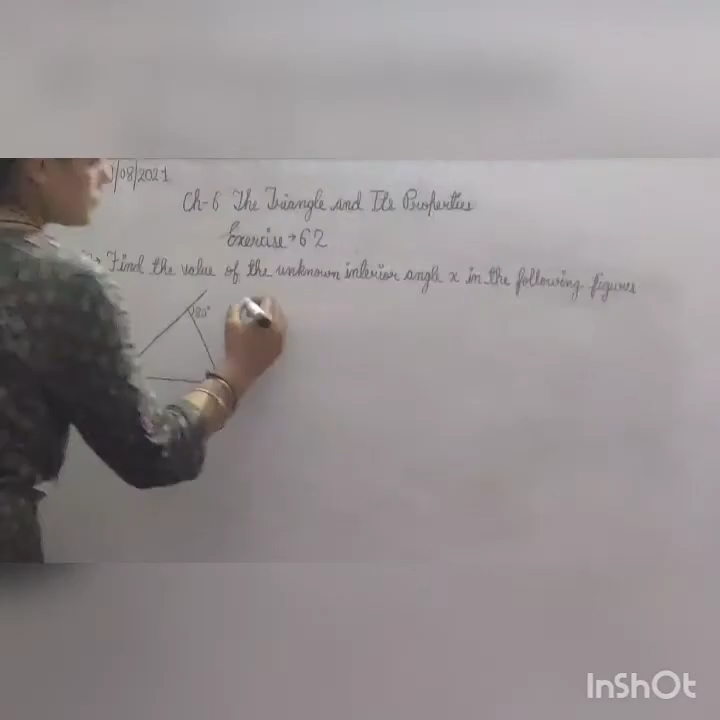 /08/2021
Ch-6 The Triangle and Its Properties
Exercise → 6.2
Find the value of the unknown interior angle x in the following figures
80°
InShOt